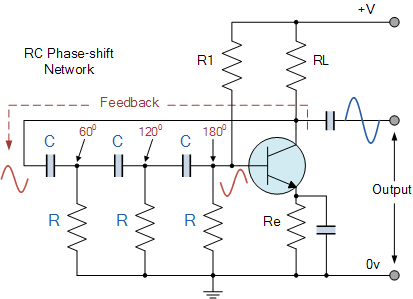 +V
RC Phase-shift
Network
R1
RL
Feedback
C
60⁰
C
120⁰
C
180⁰
Output
R
R
R
Re
0v